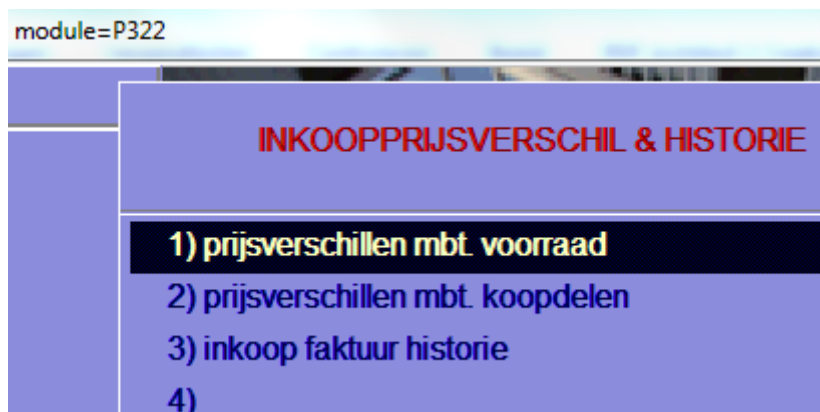 module=P322
INKOOPPRIJSVERSCHIL & HISTORIE
1) prijsverschillen mbt. voorraad
2) prijsverschillen mbt. koopdelen
3) inkoop faktuur historie
4)